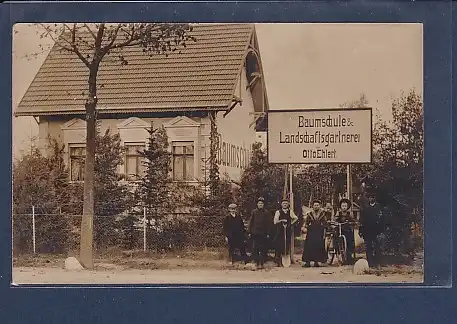 Baumschule &
Landschaftsgärtnerei
Otto Ehlert